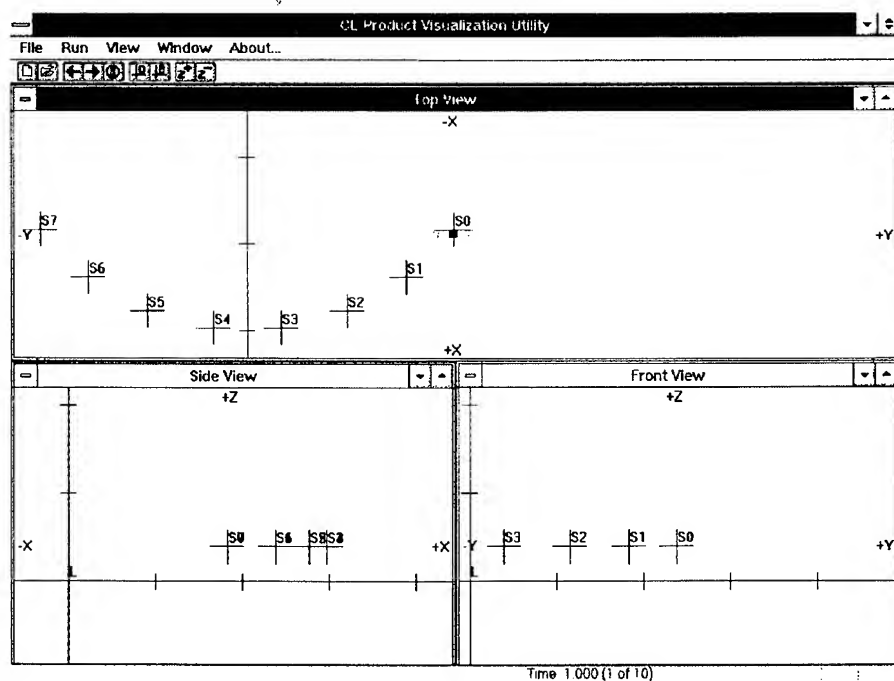 CL Product Visualization Utility
File Run View Window About...
Top View
-X
S7
S0
-Y
+Y
S6
S1
S5
S2
S4
S3
+X
Side View
Front View
+Z
+Z
S6
-X
+X
-Y
S3
S2
S1
S0
+Y
L
Time 1.000 (1 of 10)